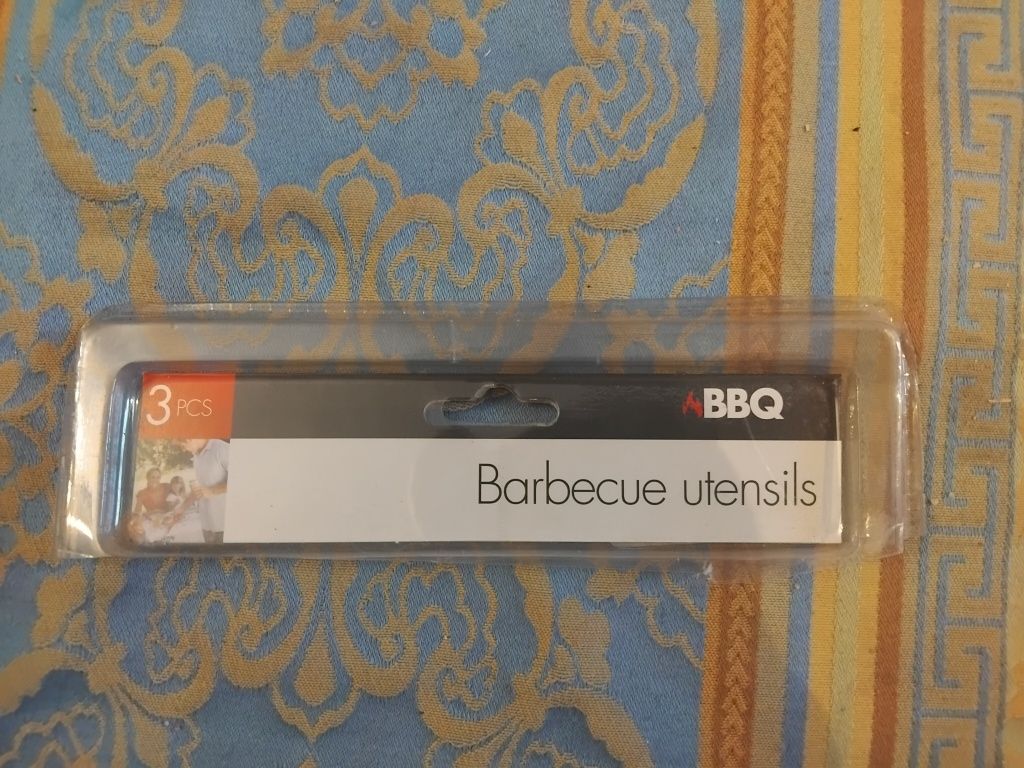 3 PCS
BBQ
Barbecue utensils